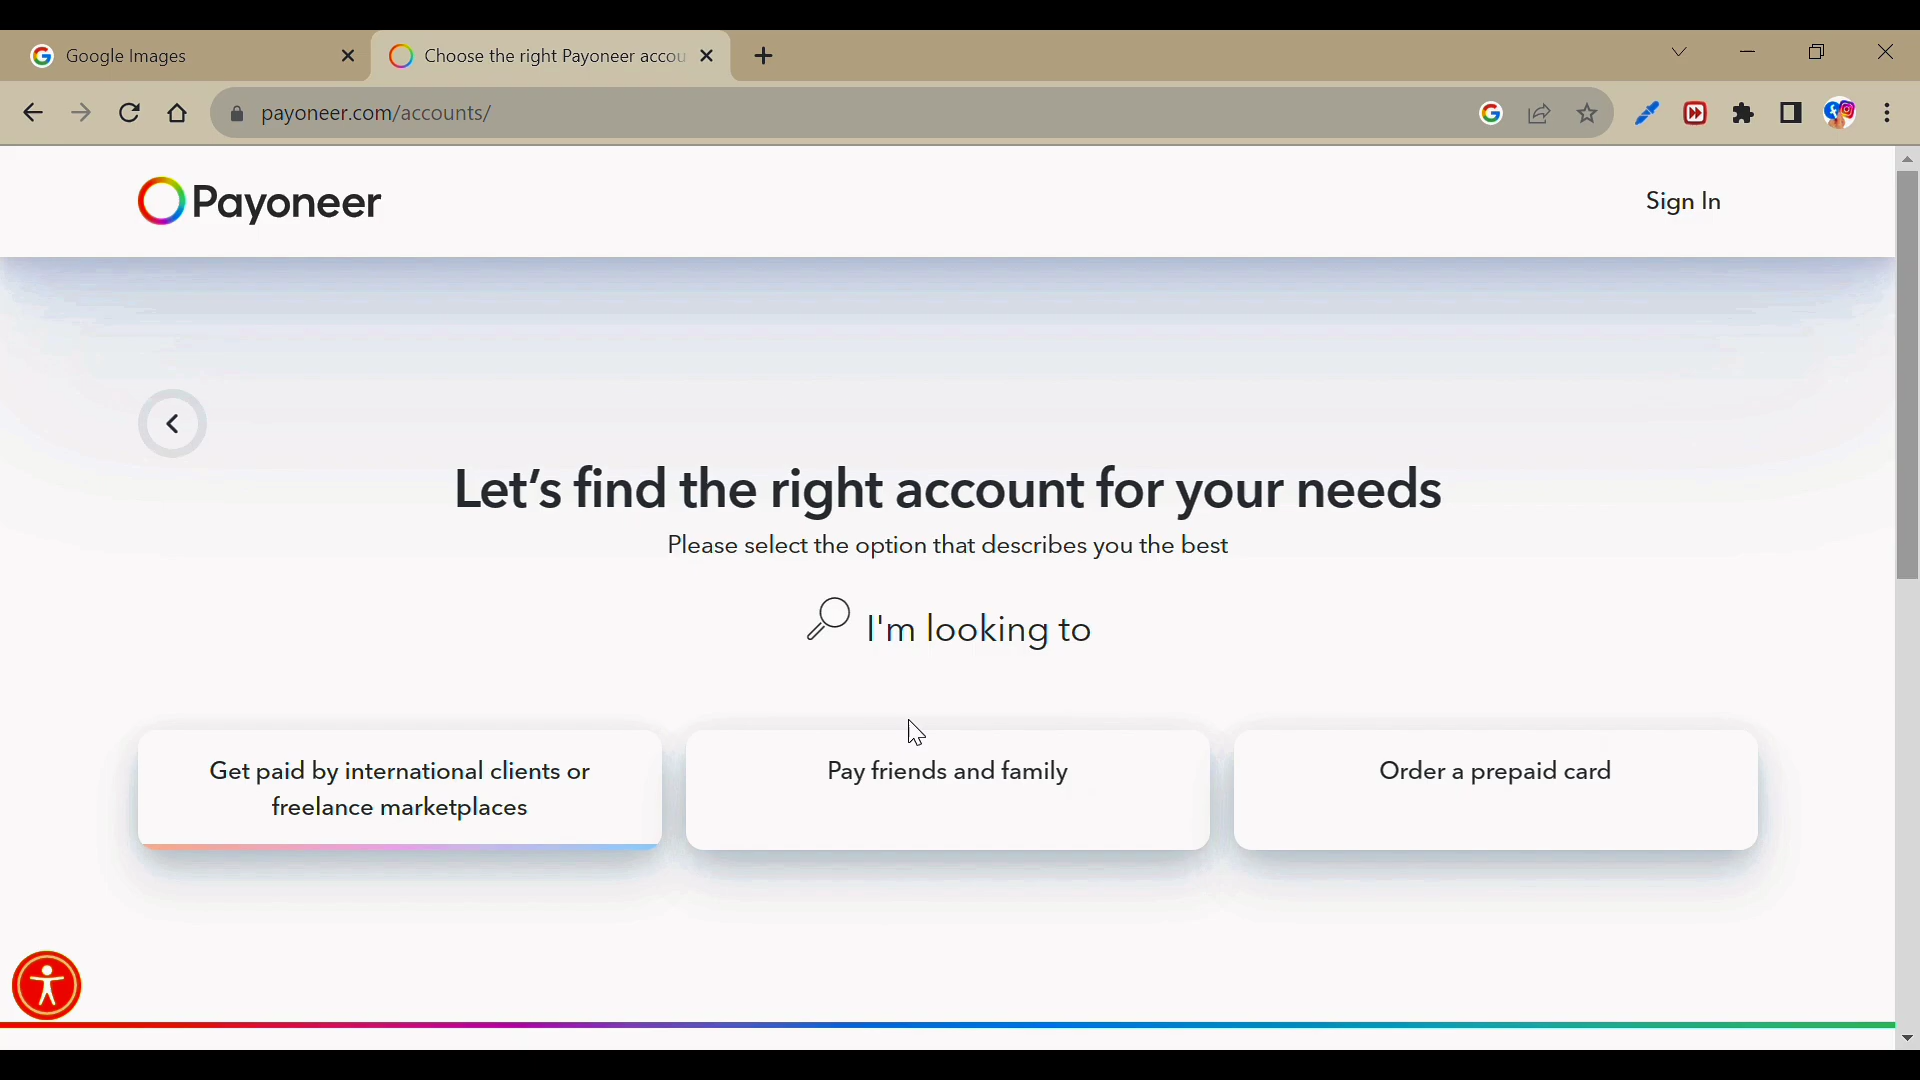 Google Images
Choose the right Payoneer accou
payoneer.com/accounts/
Payoneer
Sign In
Let's find the right account for your needs
Please select the option that describes you the best
I'm looking to
Get paid by international clients or
freelance marketplaces
Pay friends and family
Order a prepaid card